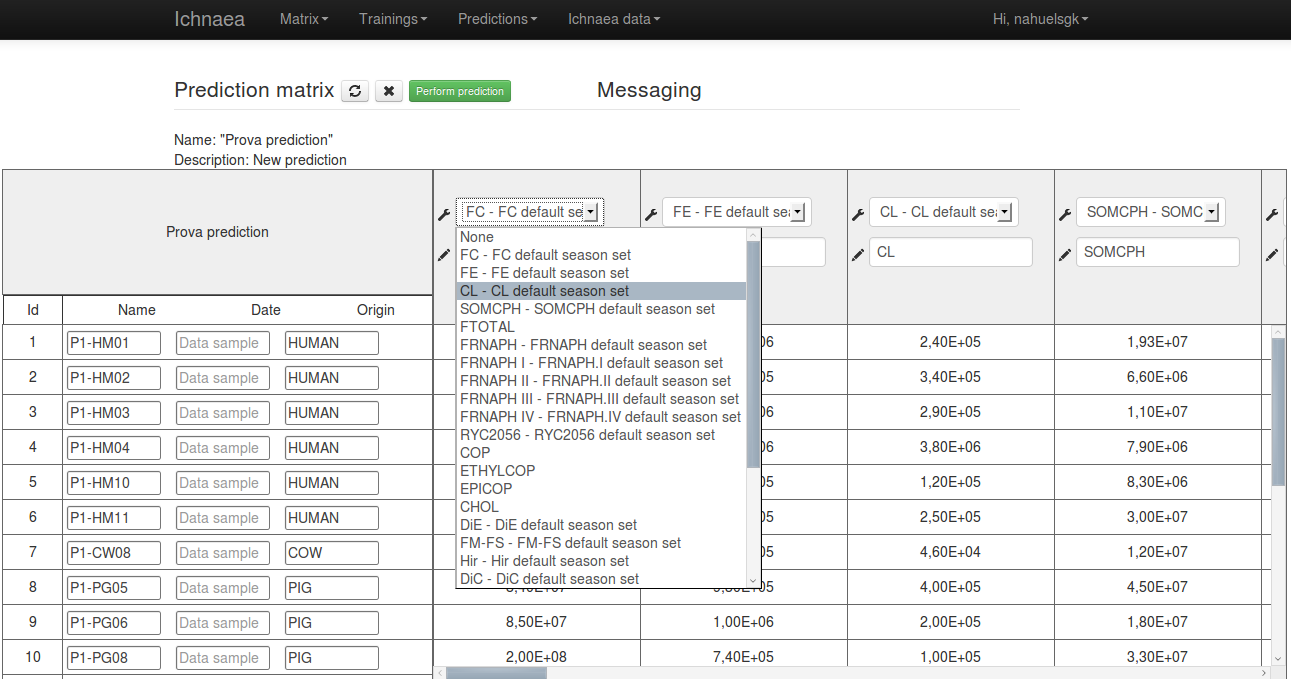 Ichnaea Matrix Trainings Predictions Ichnaea data Hi, nahuelsgk
Prediction matrix Perform prediction Messaging
Name: "Prova prediction"
Description: New prediction
Prova prediction
FC - FC default se FE - FE default sea CL - CL default sea SOMCPH - SOMC
CL SOMCPH
None
FC - FC default season set
FE - FE default season set
CL - CL default season set
SOMCPH - SOMCPH default season set
FTOTAL
FRNAPH - FRNAPH default season set
FRNAPH I - FRNAPH.I default season set
FRNAPH II - FRNAPH.II default season set
FRNAPH III - FRNAPH.III default season set
FRNAPH IV - FRNAPH.IV default season set
RYC2056 - RYC2056 default season set
COP
ETHYLCOP
EPICOP
CHOL
DiE - DiE default season set
FM-FS - FM-FS default season set
Hir - Hir default season set
DiC - DiC default season set
Id Name Date Origin
1 P1-HM01 Data sample HUMAN 06 2,40E+05 1,93E+07
2 P1-HM02 Data sample HUMAN 05 3,40E+05 6,60E+06
3 P1-HM03 Data sample HUMAN 06 2,90E+05 1,10E+07
4 P1-HM04 Data sample HUMAN 06 3,80E+06 7,90E+06
5 P1-HM10 Data sample HUMAN 05 1,20E+05 8,30E+06
6 P1-HM11 Data sample HUMAN 05 2,50E+05 3,00E+07
7 P1-CW08 Data sample COW 05 4,60E+04 1,20E+07
8 P1-PG05 Data sample PIG 05 4,00E+05 4,50E+07
9 P1-PG06 Data sample PIG 8,50E+07 1,00E+06 2,00E+05 1,80E+07
10 P1-PG08 Data sample PIG 2,00E+08 7,40E+05 1,00E+05 3,30E+07